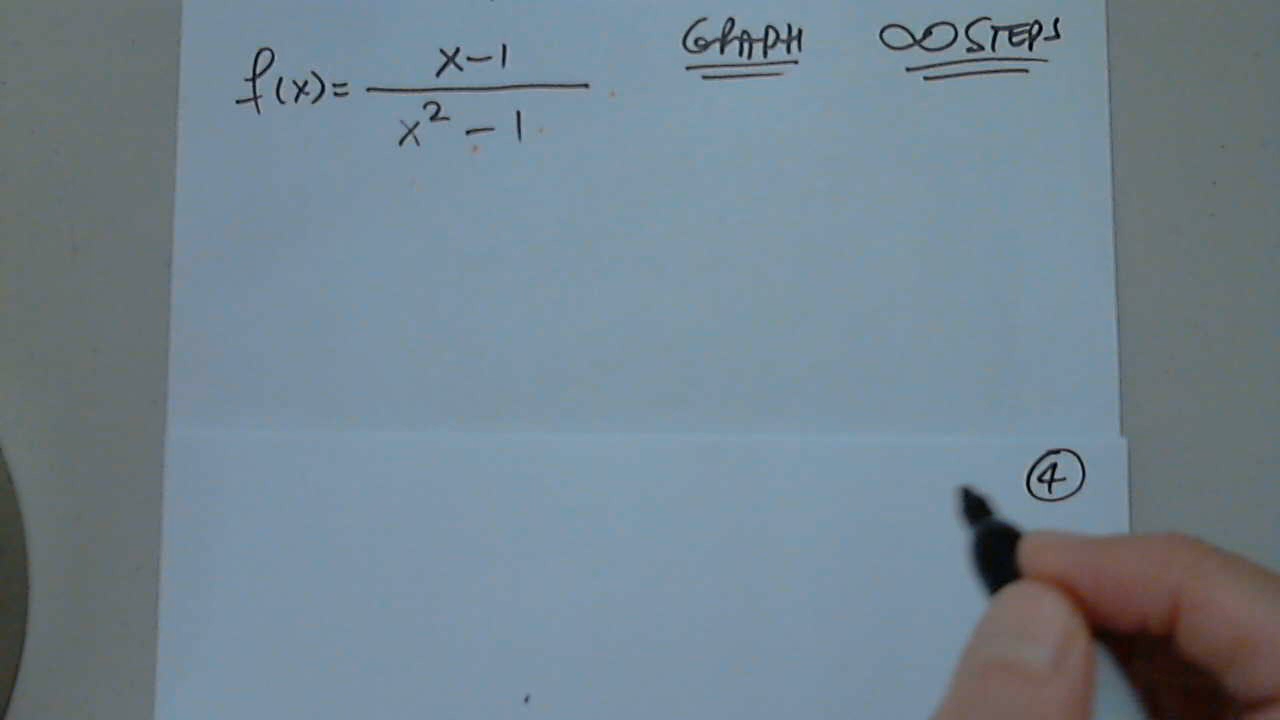 f(x) = x-1 / x² - 1
GRAPH
∞ STEPS
4